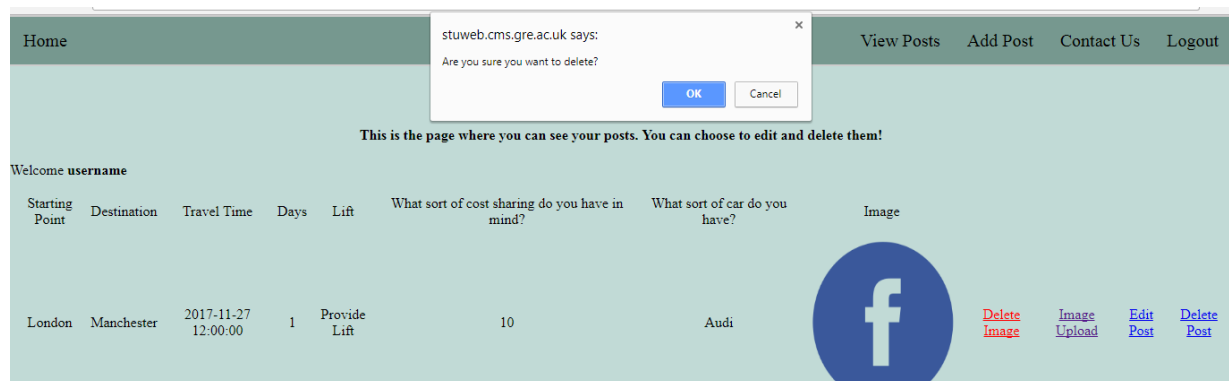 Home
View Posts Add Post Contact Us Logout
stuweb.cms.gre.ac.uk says:
×
Are you sure you want to delete?
OK Cancel
This is the page where you can see your posts. You can choose to edit and delete them!
Welcome username
Starting
Point
Destination
Travel Time
Days
Lift
What sort of cost sharing do you have in
mind?
What sort of car do you
have?
Image
London
Manchester
2017-11-27
12:00:00
1
Provide
Lift
10
Audi
f
Delete
Image
Image
Upload
Edit
Post
Delete
Post